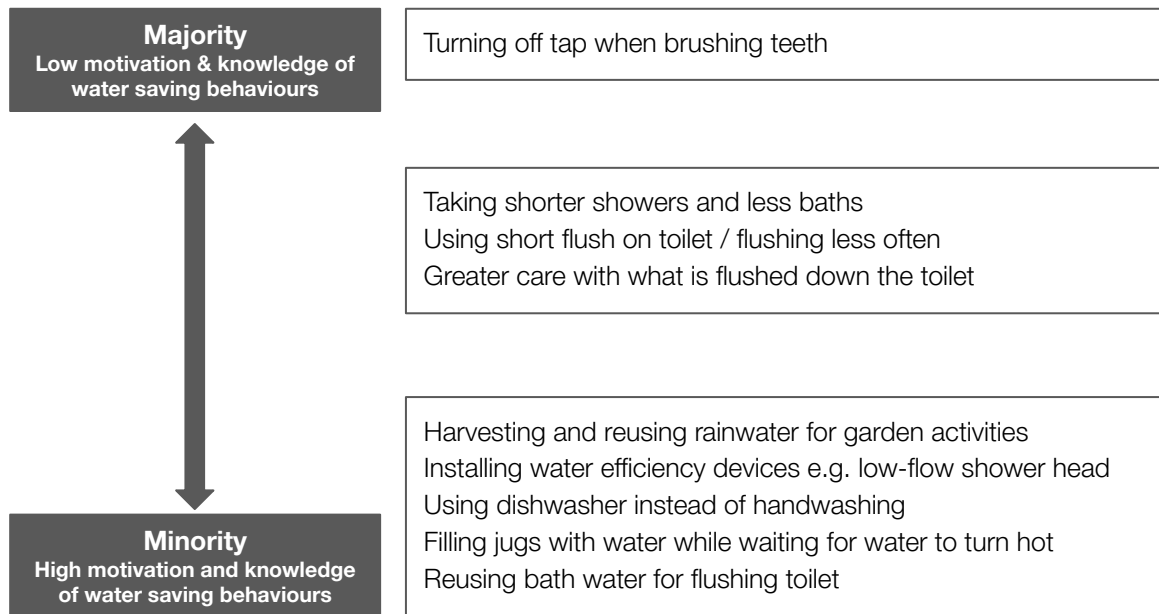 Majority
Low motivation & knowledge of
water saving behaviours
Turning off tap when brushing teeth
Taking shorter showers and less baths
Using short flush on toilet / flushing less often
Greater care with what is flushed down the toilet
Harvesting and reusing rainwater for garden activities
Installing water efficiency devices e.g. low-flow shower head
Using dishwasher instead of handwashing
Filling jugs with water while waiting for water to turn hot
Reusing bath water for flushing toilet
Minority
High motivation and knowledge
of water saving behaviours